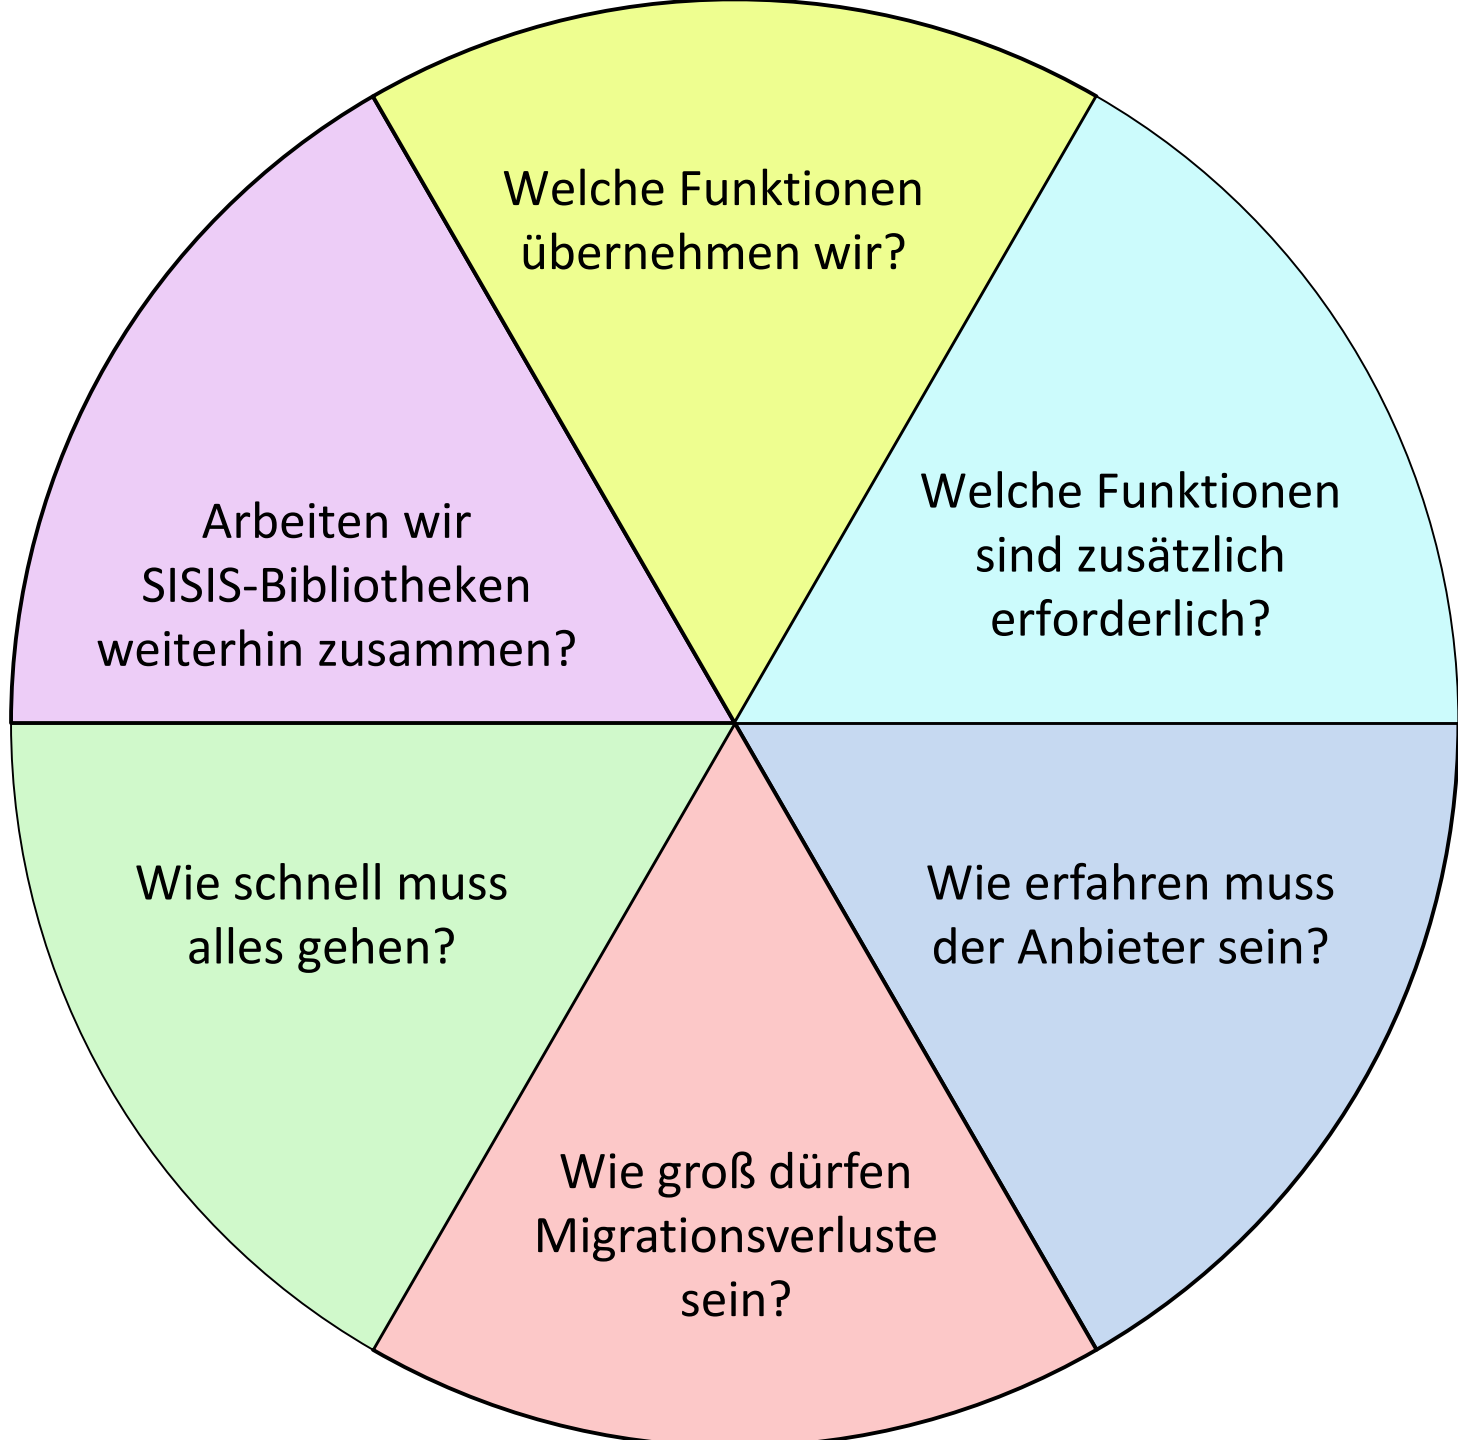 Welche Funktionen
übernehmen wir?
Welche Funktionen
sind zusätzlich
erforderlich?
Wie erfahren muss
der Anbieter sein?
Wie groß dürfen
Migrationsverluste
sein?
Wie schnell muss
alles gehen?
Arbeiten wir
SISIS-Bibliotheken
weiterhin zusammen?